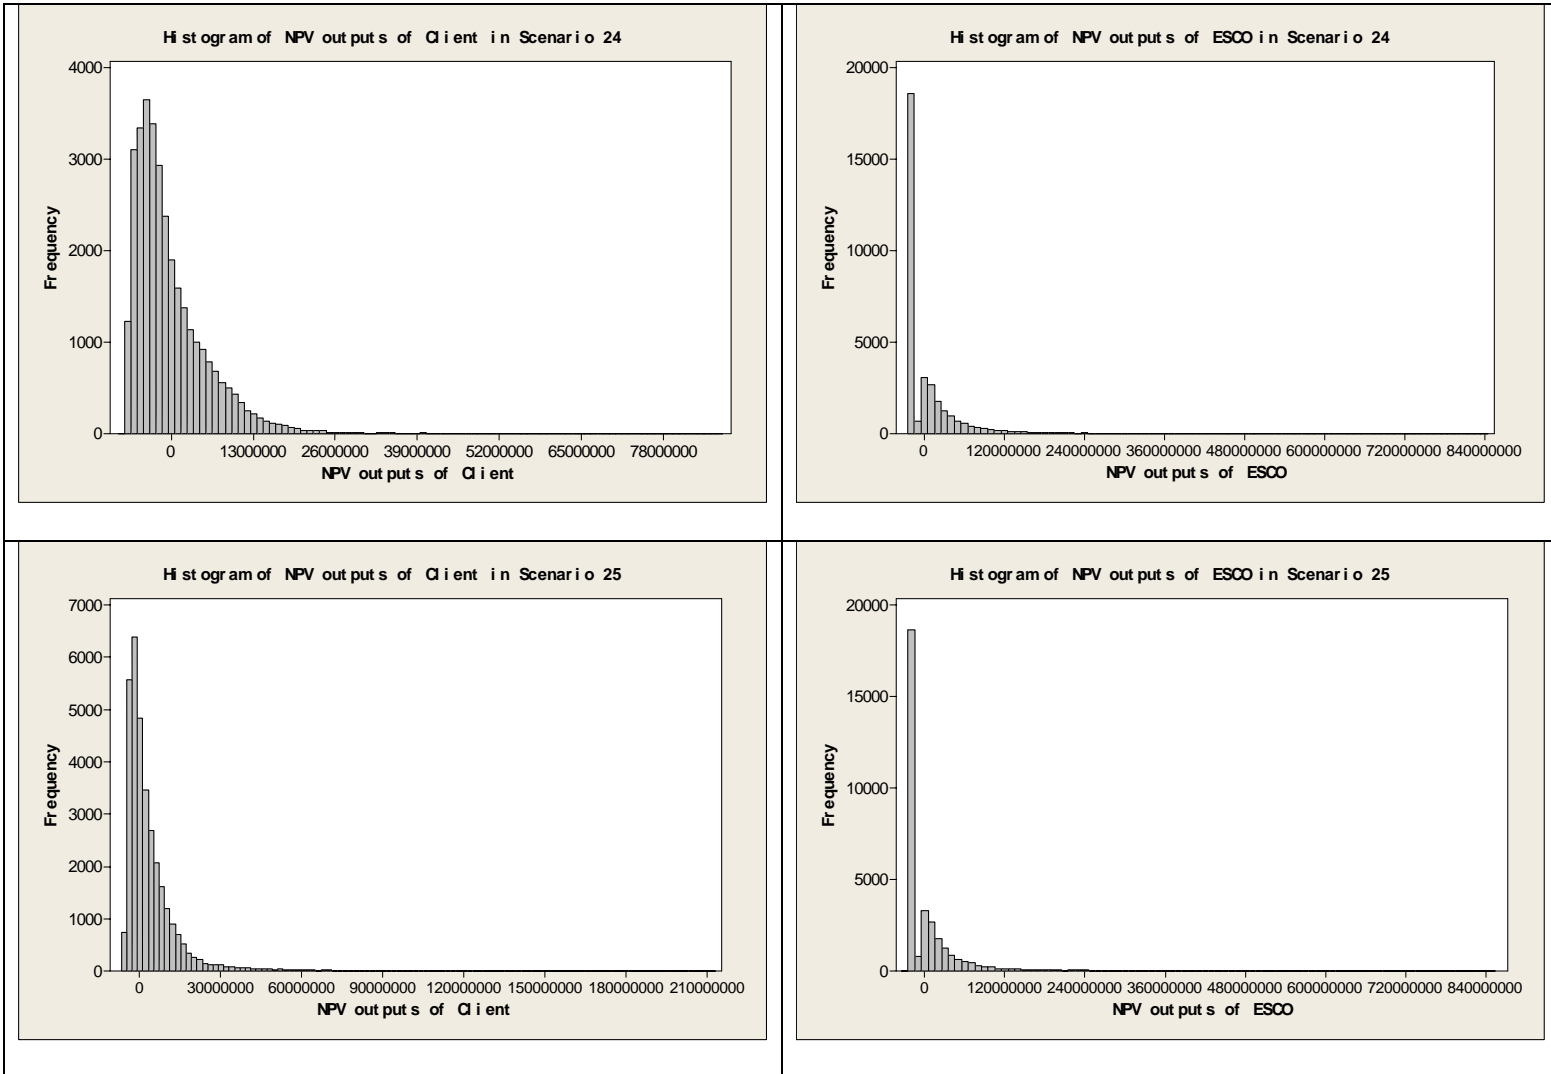 Histogram of NPV outputs of Client in Scenario 24
4000
3000
2000
1000
0
Frequency
0 13000000 26000000 39000000 52000000 65000000 78000000
NPV outputs of Client
Histogram of NPV outputs of ESCO in Scenario 24
20000
15000
10000
5000
0
Frequency
0 120000000 240000000 360000000 480000000 600000000 720000000 840000000
NPV outputs of ESCO
Histogram of NPV outputs of Client in Scenario 25
7000
6000
5000
4000
3000
2000
1000
0
Frequency
0 30000000 60000000 90000000 120000000 150000000 180000000 210000000
NPV outputs of Client
Histogram of NPV outputs of ESCO in Scenario 25
20000
15000
10000
5000
0
Frequency
0 120000000 240000000 360000000 480000000 600000000 720000000 840000000
NPV outputs of ESCO